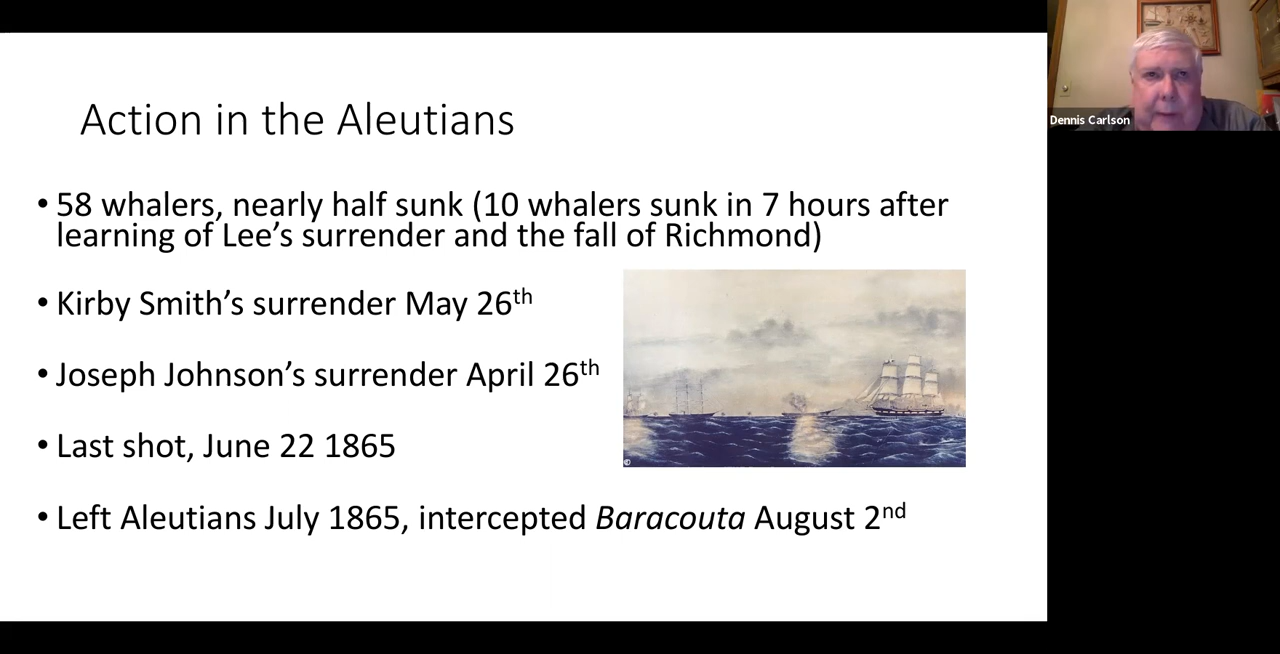 Action in the Aleutians
• 58 whalers, nearly half sunk (10 whalers sunk in 7 hours after
learning of Lee’s surrender and the fall of Richmond)
• Kirby Smith’s surrender May 26th
• Joseph Johnson’s surrender April 26th
• Last shot, June 22 1865
• Left Aleutians July 1865, intercepted Baracouta August 2nd
©
Dennis Carlson